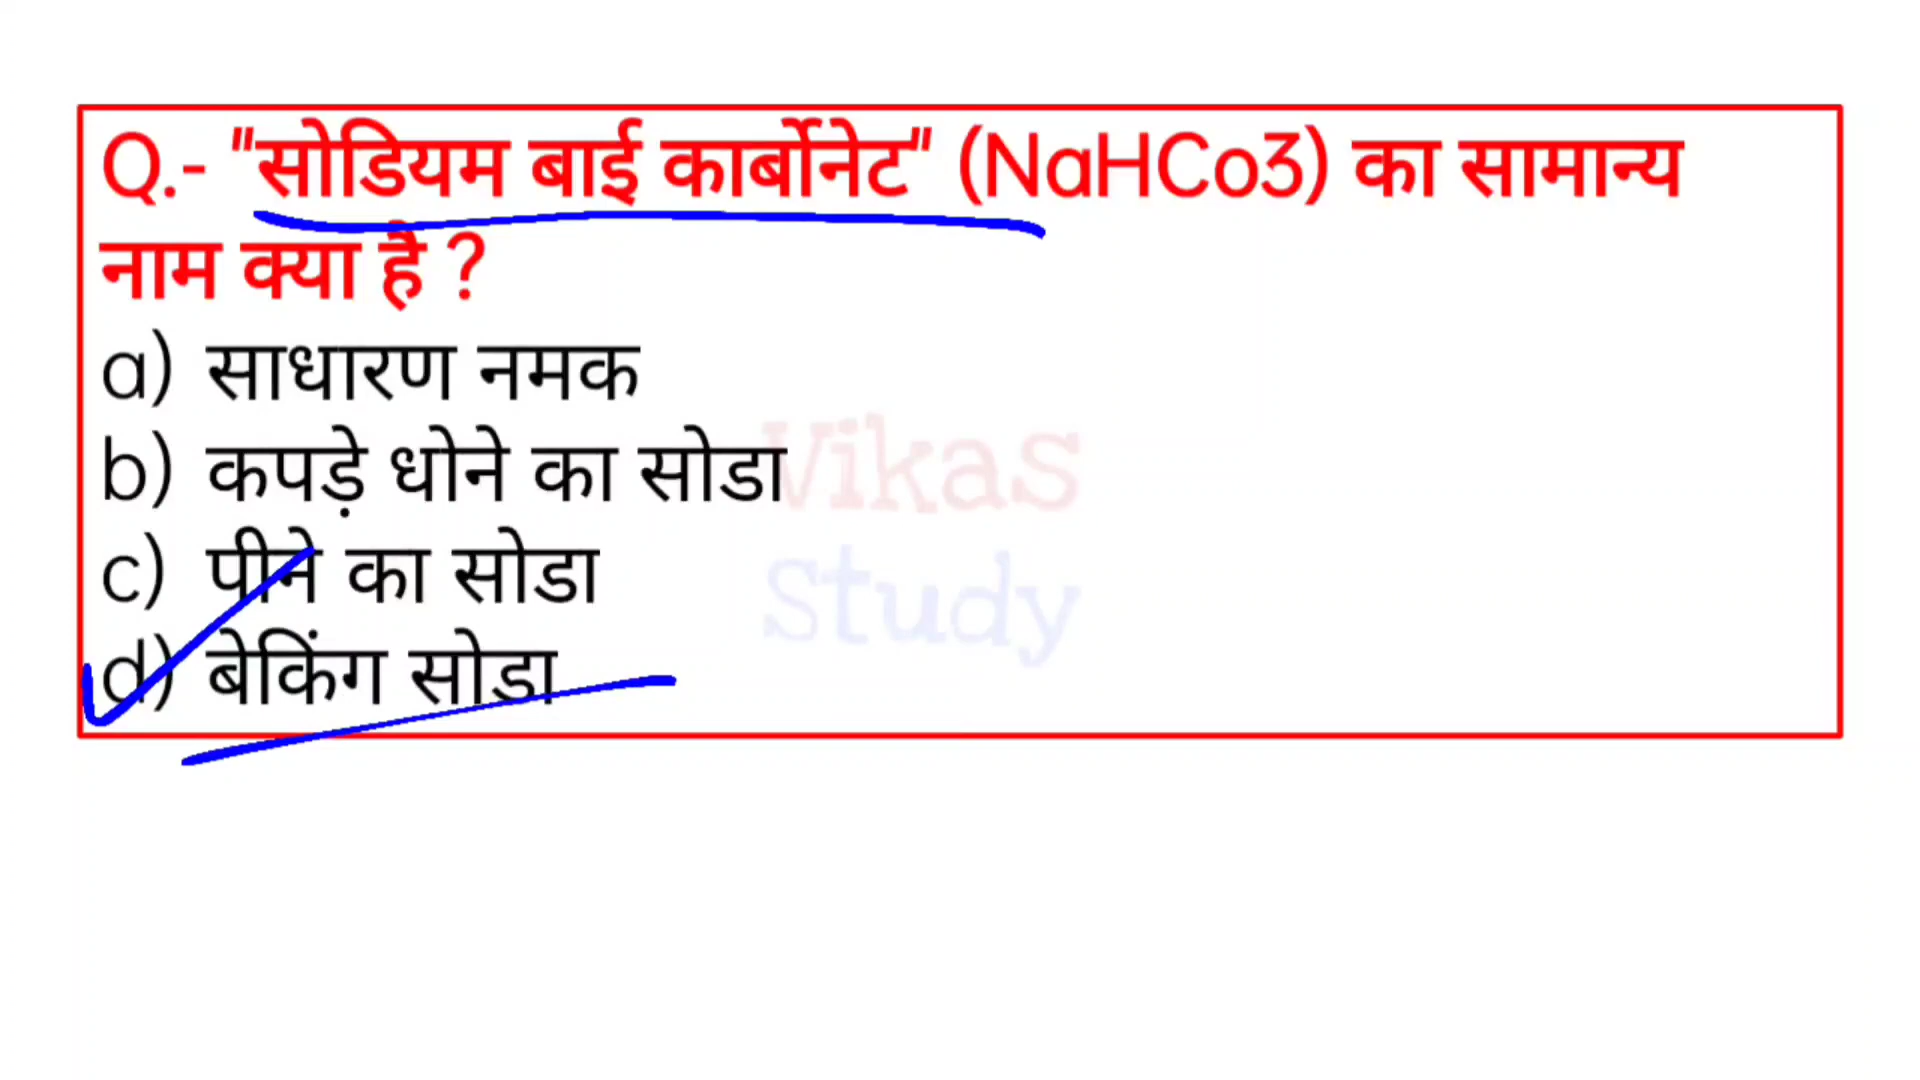 Q.- "सोडियम बाई कार्बोनेट" (NaHCo3) का सामान्य
नाम क्या है ?
a) साधारण नमक
b) कपड़े धोने का सोडा
c) पीने का सोडा
d) बेकिंग सोडा
Vikas
Study